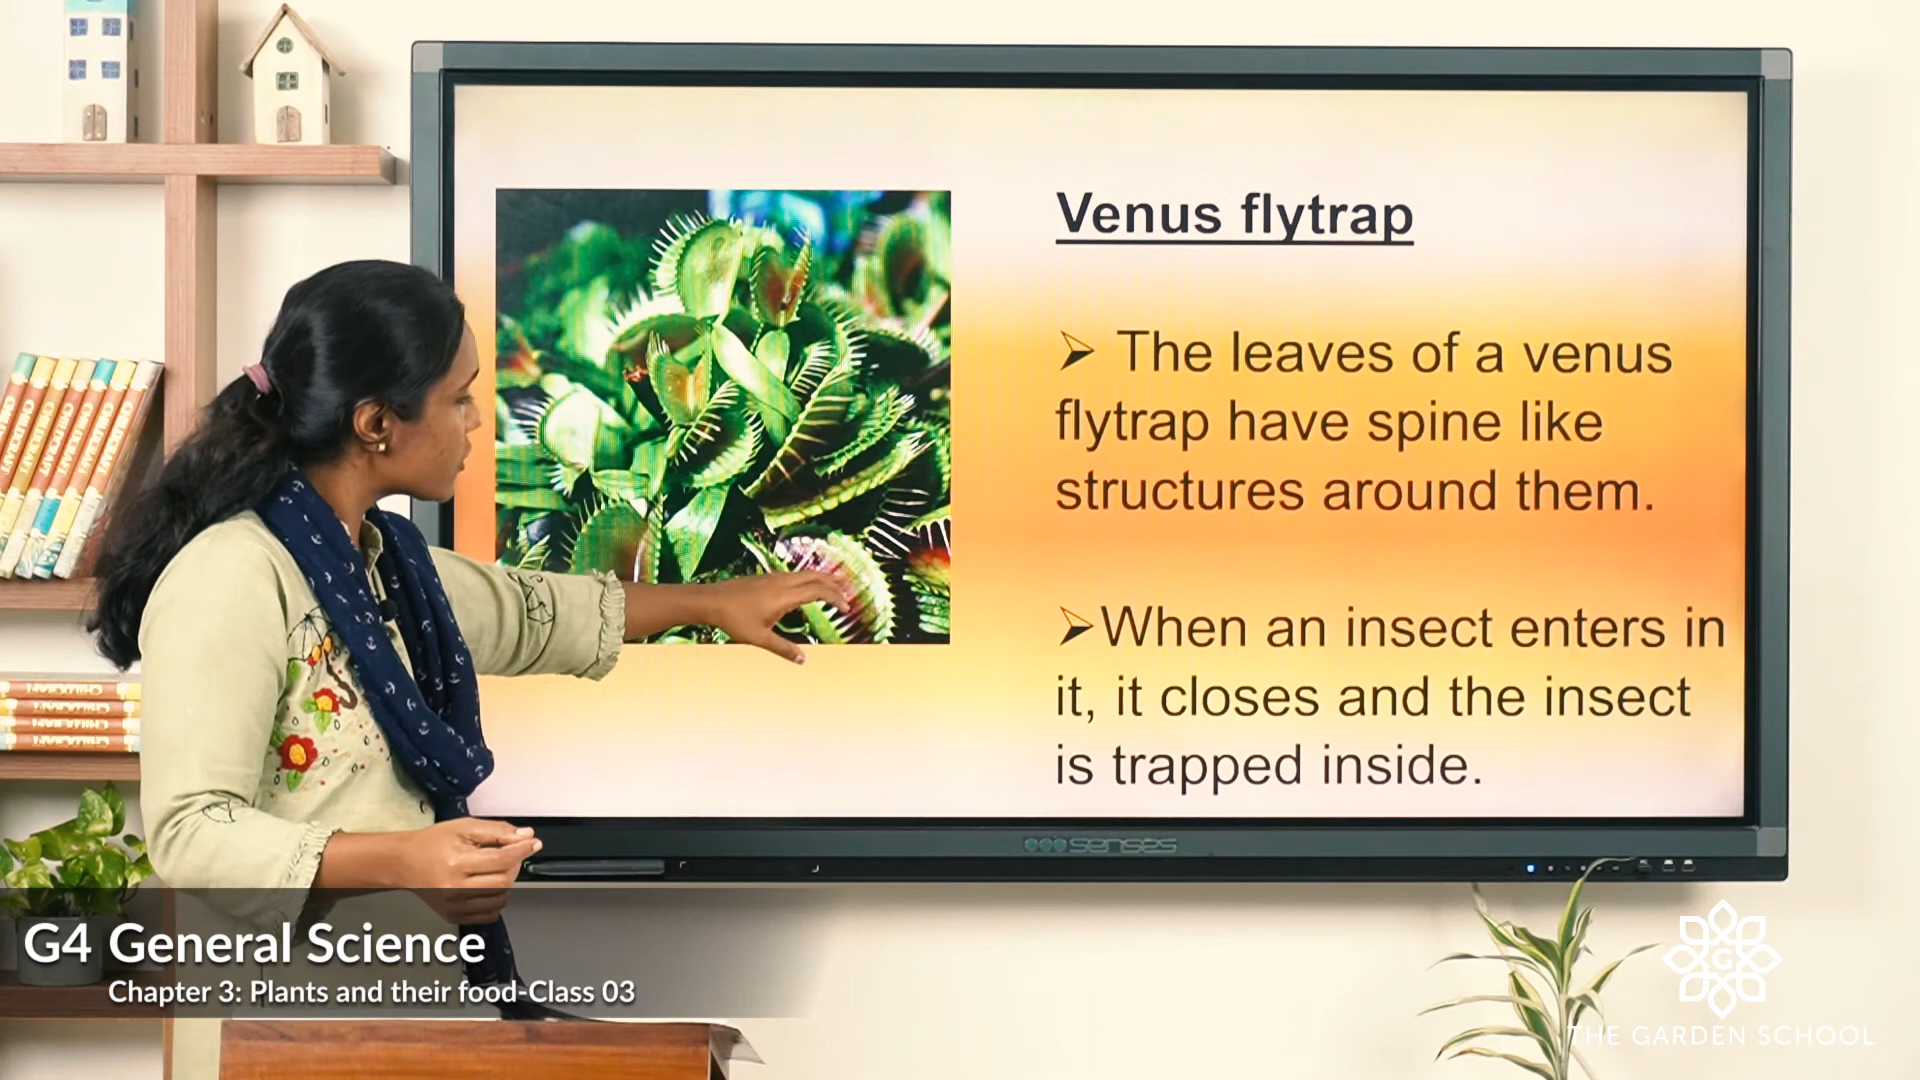 Venus flytrap
➢ The leaves of a venus
flytrap have spine like
structures around them.
➢When an insect enters in
it, it closes and the insect
is trapped inside.
senses
G4 General Science
Chapter 3: Plants and their food-Class 03
G
THE GARDEN SCHOOL